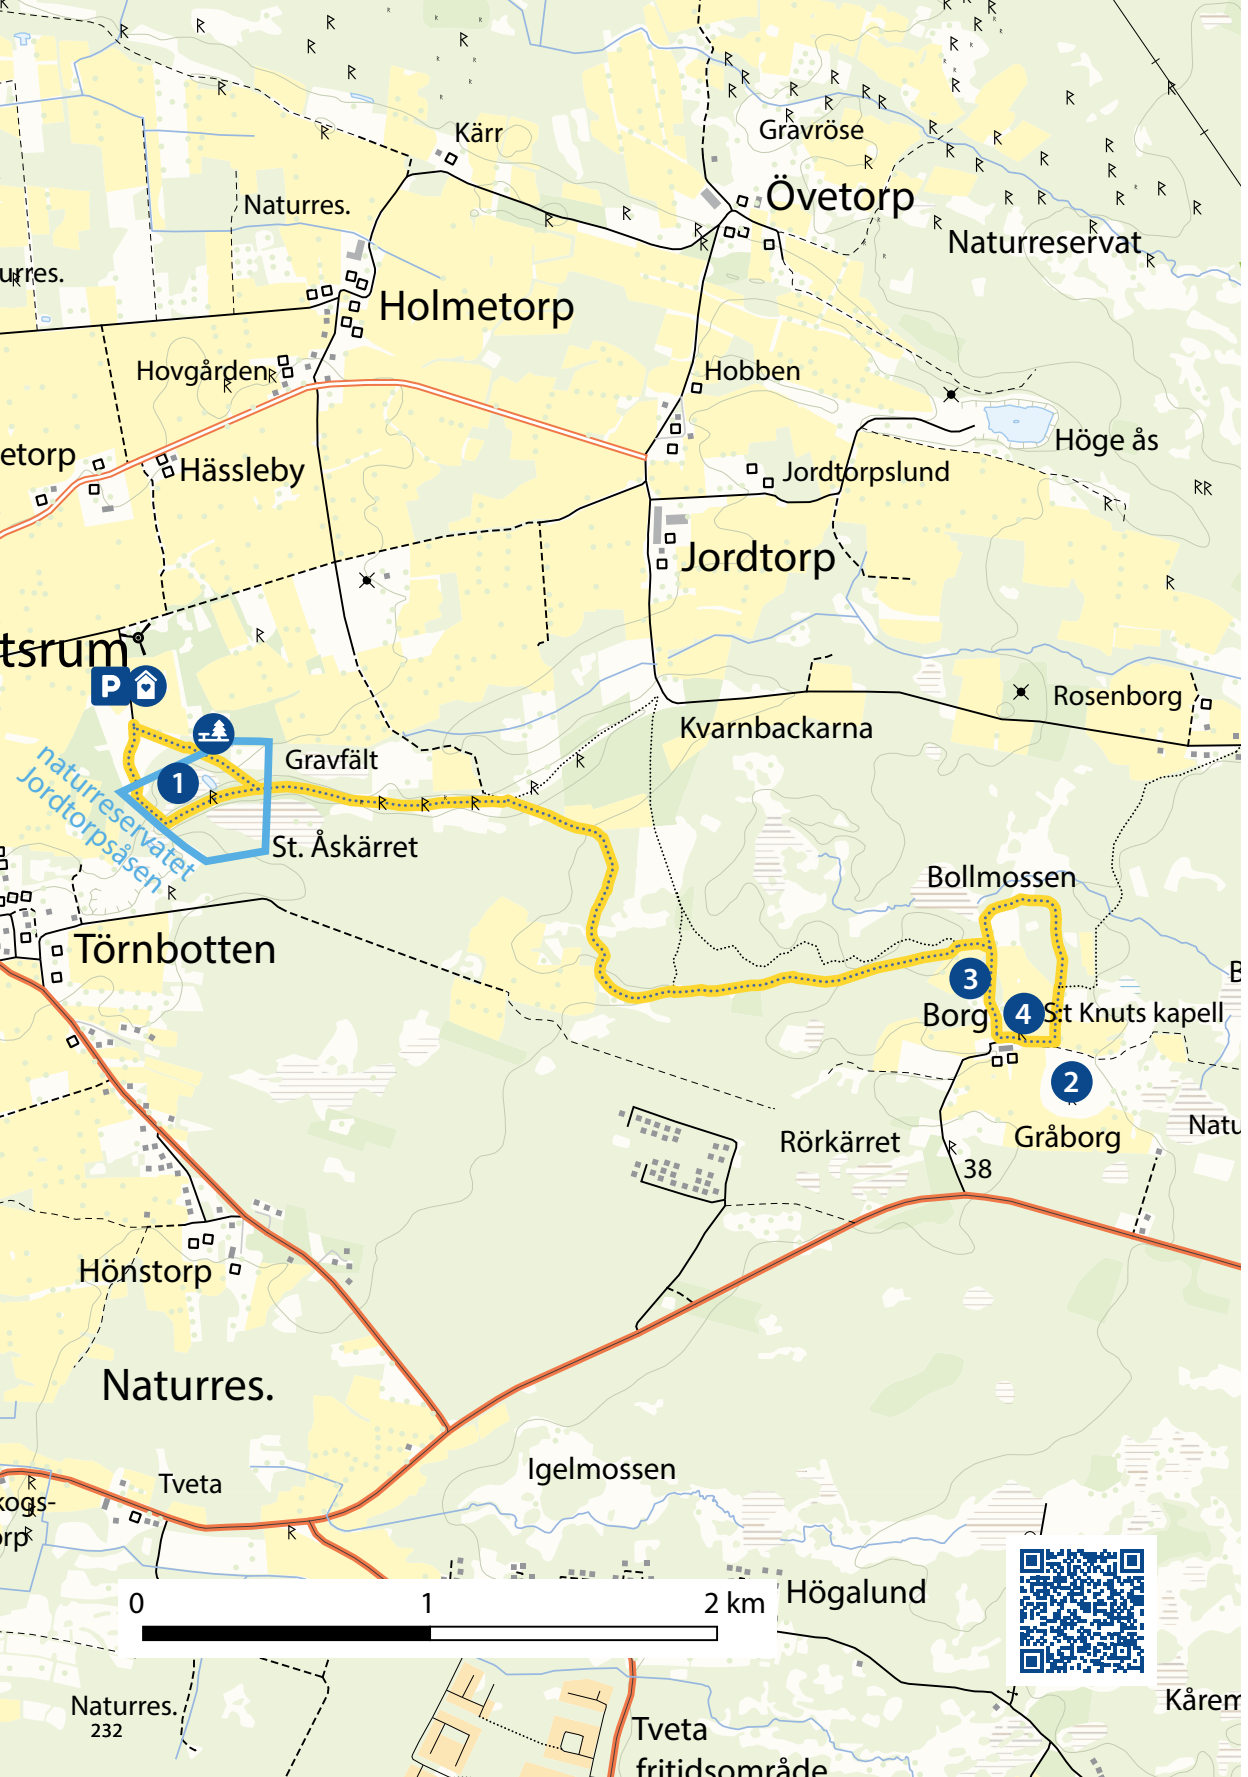 Kärr
Gravröse
Övetorp
Naturres.
Naturreservat
urres.
Holmetorp
Hovgården
Hobben
Höge ås
etorp
Hässleby
Jordtorpslund
Jordtorp
tsrum
P
Rosenborg
Kvarnbackarna
Gravfält
1
naturreservatet
Jordtorpsåsen
St. Åskärret
Bollmossen
Törnbotten
3
Borg
4
S:t Knuts kapell
2
Gråborg
Natu
Rörkärret
38
Hönstorp
Naturres.
Igelmossen
Tveta
kogs-
orp
0 1 2 km
Högalund
Naturres.
232
Kårem
Tveta
fritidsområde